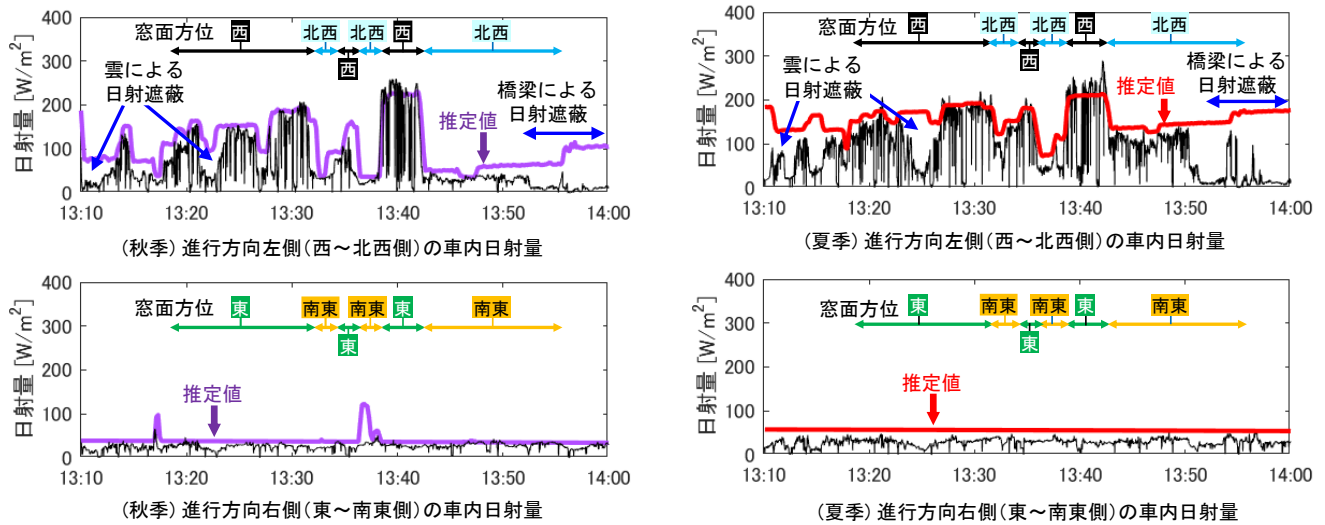 400
300
200
100
0
日射量 [W/m²]
窓面方位
西
北西
西
北西
西
北西
雲による
日射遮蔽
推定値
橋梁による
日射遮蔽
13:10
13:20
13:30
13:40
13:50
14:00
(秋季) 進行方向左側(西～北西側)の車内日射量
400
300
200
100
0
日射量 [W/m²]
窓面方位
西
北西
西
北西
西
北西
雲による
日射遮蔽
推定値
橋梁による
日射遮蔽
13:10
13:20
13:30
13:40
13:50
14:00
(夏季) 進行方向左側(西～北西側)の車内日射量
400
300
200
100
0
日射量 [W/m²]
窓面方位
東
南東
東
南東
東
南東
推定値
13:10
13:20
13:30
13:40
13:50
14:00
(秋季) 進行方向右側(東～南東側)の車内日射量
400
300
200
100
0
日射量 [W/m²]
窓面方位
東
南東
東
南東
東
南東
推定値
13:10
13:20
13:30
13:40
13:50
14:00
(夏季) 進行方向右側(東～南東側)の車内日射量